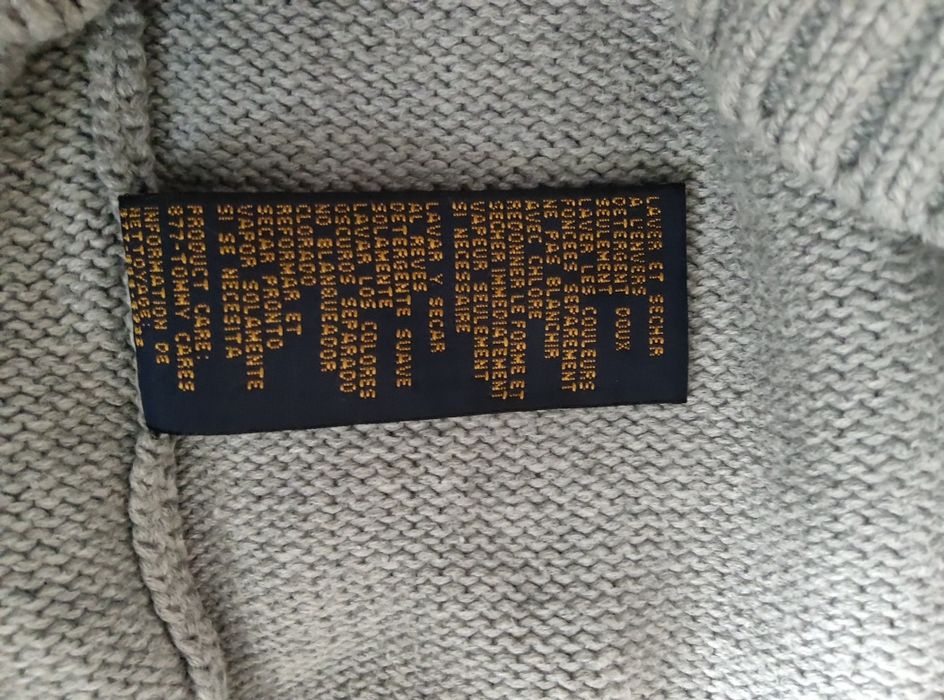 LAVER ET SECHER
A L'ENVERS
DETERGENT DOUX
SEULEMENT
LAVER LES COULEURS
FONCES SEPAREMENT
NE PAS BLANCHIR
AVEC CHLORE
REDONNER LA FORME ET
SECHER IMMIDIATEMENT
VAPEUR SEULEMENT
SI NECESSAIRE
LAVAR Y SECAR
AL REVES
DETERGENTE SUAVE
SOLAMENTE
LAVAR LOS COLORES
OSCUROS SEPARADO
NO BLANQUEADOR
CLORADO
REFORMAR ET
SECAR PRONTO
VAPOR SOLAMENTE
SI SE NECESITA
PRODUCT CARE:
877-TOMMY CARES
INFORMATION DE
NETTOYAGE: